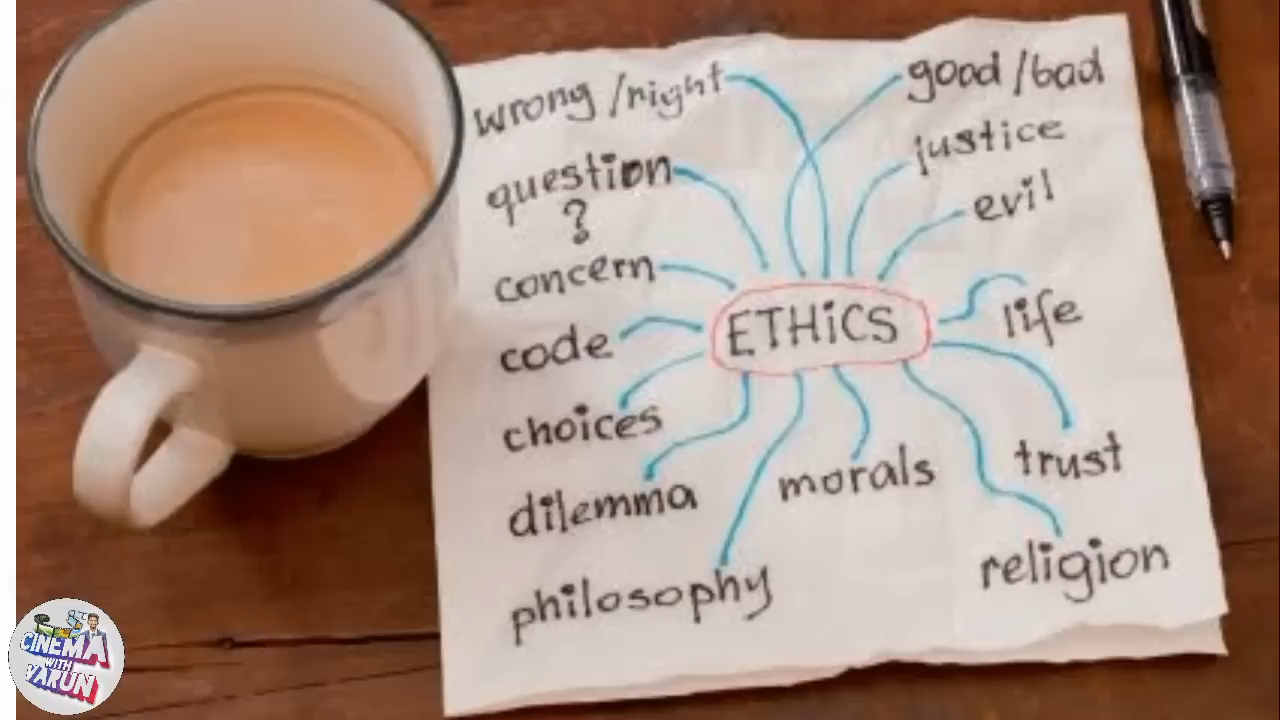 wrong/right
good/bad
justice
question
?
evil
concern
ETHiCS
life
code
choices
trust
morals
dilemma
religion
philosophy
CINEMA
WITH
VARUN